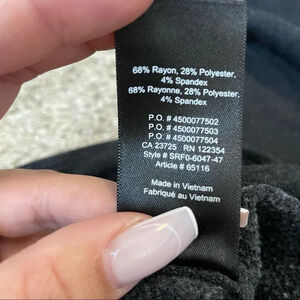 68% Rayon, 28% Polyester,
4% Spandex
68% Rayonne, 28% Polyester,
4% Spandex
P.O. # 4500077502
P.O. # 4500077503
P.O. # 4500077504
CA 23725 RN 122354
Style # SRF0-6047-47
Article # 65116
Made in Vietnam
Fabriqué au Vietnam